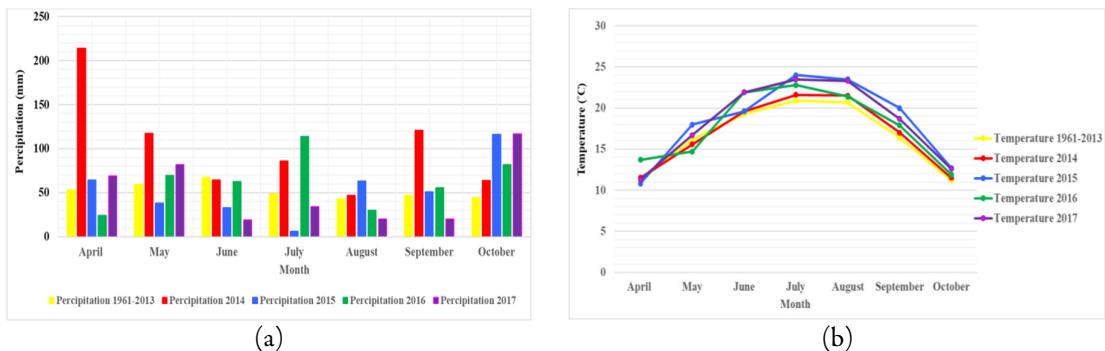 250
200
150
100
50
0
Percipitation (mm)
April May June July August September October
Month
Percipitation 1961-2013 Percipitation 2014 Percipitation 2015 Percipitation 2016 Percipitation 2017
(a)
30
25
20
15
10
5
0
Temperature (°C)
April May June July August September October
Month
Temperature 1961-2013
Temperature 2014
Temperature 2015
Temperature 2016
Temperature 2017
(b)